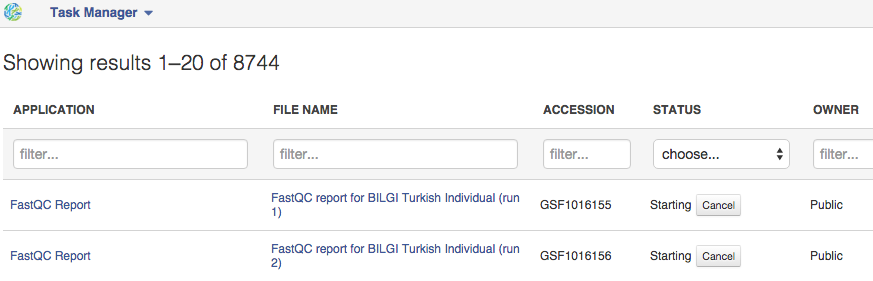 Task Manager
Showing results 1–20 of 8744
APPLICATION FILE NAME ACCESSION STATUS OWNER
filter... filter... filter... choose... filter...
FastQC Report FastQC report for BILGI Turkish Individual (run 1) GSF1016155 Starting Cancel Public
FastQC Report FastQC report for BILGI Turkish Individual (run 2) GSF1016156 Starting Cancel Public